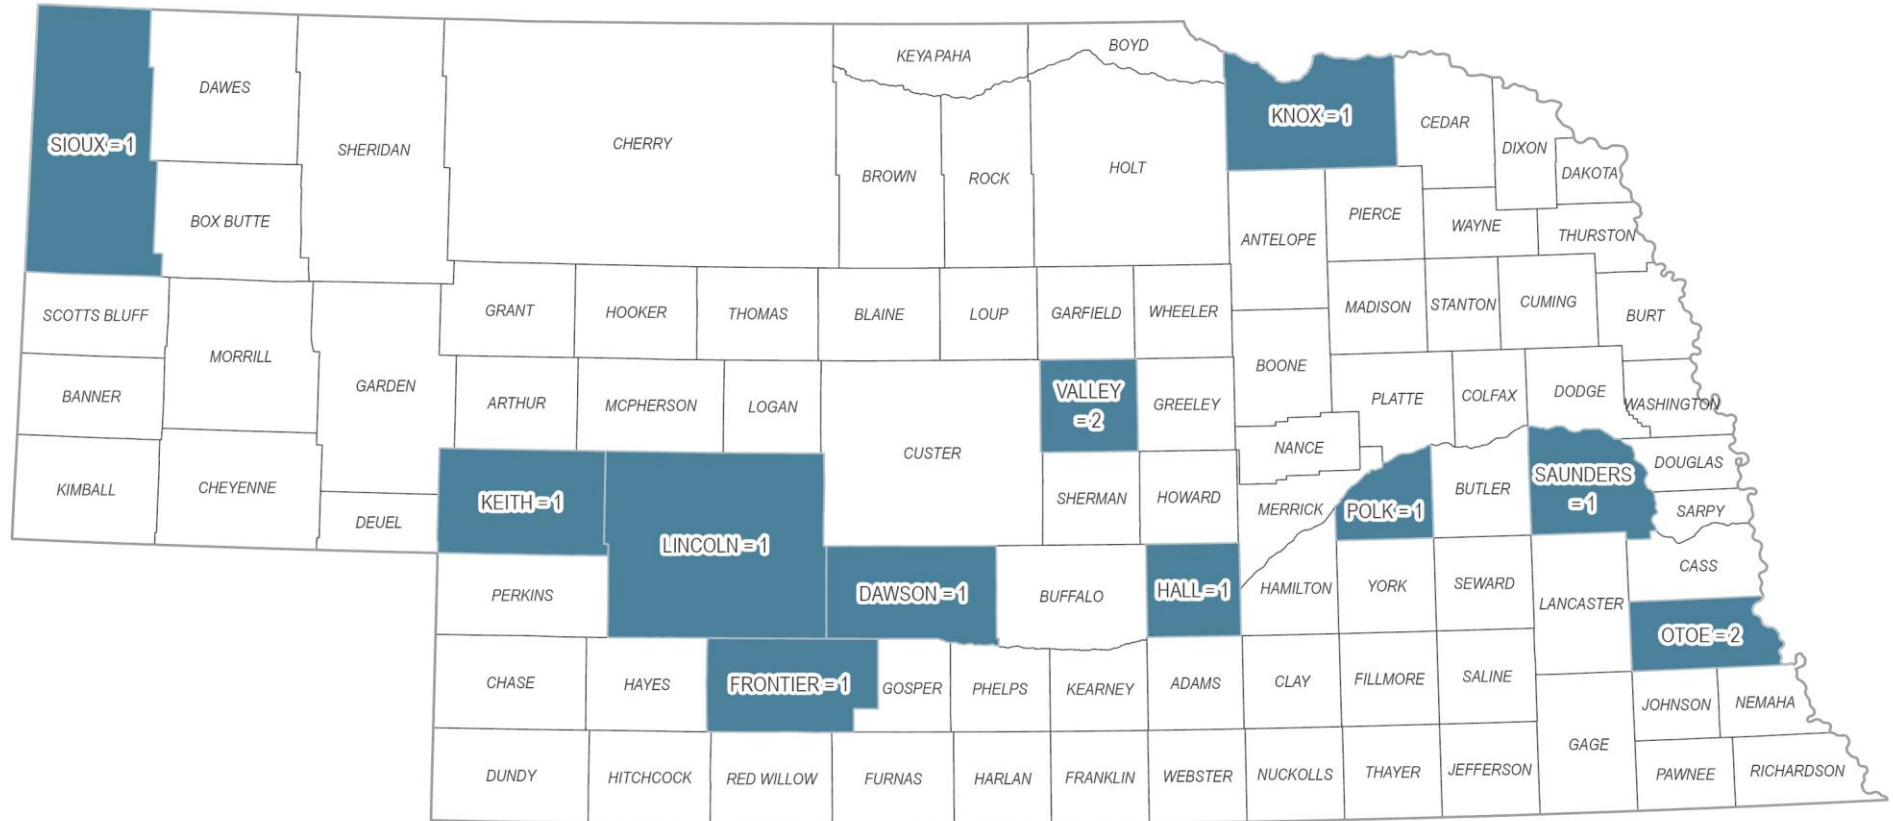 KEYA PAHA
BOYD
DAWES
SIOUX = 1
SHERIDAN
CHERRY
BROWN
ROCK
HOLT
KNOX = 1
CEDAR
DIXON
DAKOTA
BOX BUTTE
ANTELOPE
PIERCE
WAYNE
THURSTON
SCOTTS BLUFF
MORRILL
GRANT
HOOKER
THOMAS
BLAINE
LOUP
GARFIELD
WHEELER
MADISON
STANTON
CUMING
BURT
BANNER
GARDEN
ARTHUR
MCPHERSON
LOGAN
CUSTER
VALLEY
= 2
GREELEY
BOONE
PLATTE
COLFAX
DODGE
WASHINGTON
NANCE
KIMBALL
CHEYENNE
DEUEL
KEITH = 1
LINCOLN = 1
SHERMAN
HOWARD
MERRICK
POLK = 1
BUTLER
SAUNDERS
= 1
DOUGLAS
SARPY
CASS
PERKINS
DAWSON = 1
BUFFALO
HALL = 1
HAMILTON
YORK
SEWARD
LANCASTER
OTOE = 2
CHASE
HAYES
FRONTIER = 1
GOSPER
PHELPS
KEARNEY
ADAMS
CLAY
FILLMORE
SALINE
JOHNSON
NEMAHA
GAGE
DUNDY
HITCHCOCK
RED WILLOW
FURNAS
HARLAN
FRANKLIN
WEBSTER
NUCKOLLS
THAYER
JEFFERSON
PAWNEE
RICHARDSON